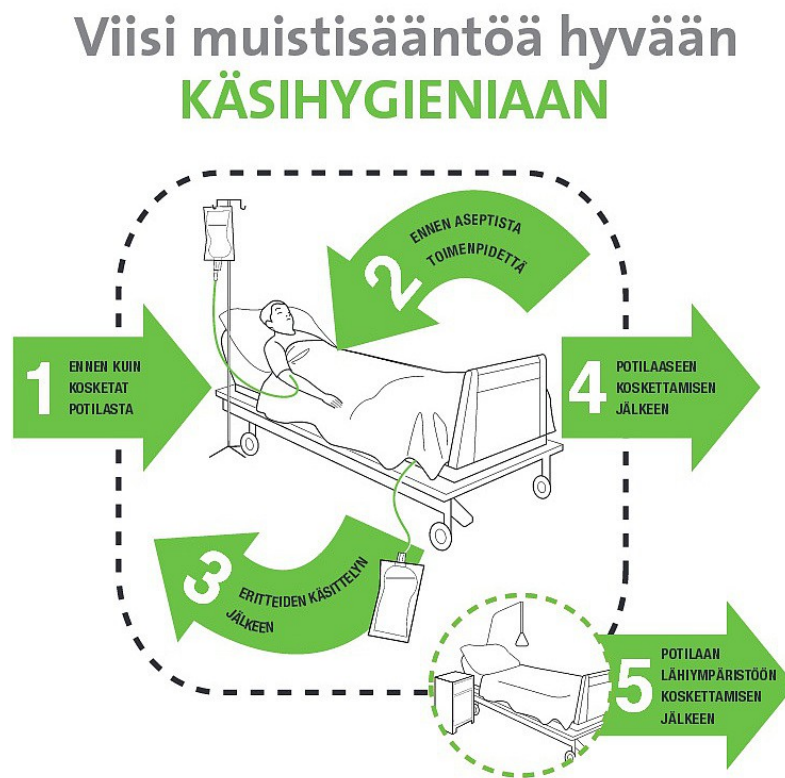 Viisi muistisääntöä hyvään
KÄSIHYGIENIAAN
1
ENNEN KUIN
KOSKETAT
POTILASTA
2
ENNEN ASEPTISTA
TOIMENPIDETTÄ
3
ERITTEIDEN KÄSITTELYN
JÄLKEEN
4
POTILAASEEN
KOSKETTAMISEN
JÄLKEEN
5
POTILAAN
LÄHIYMPÄRISTÖÖN
KOSKETTAMISEN
JÄLKEEN